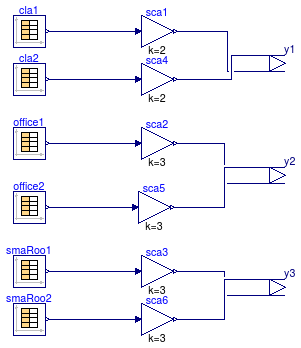 cla1
sca1
k=2
y1
cla2
sca4
k=2
office1
sca2
k=3
y2
office2
sca5
k=3
smaRoo1
sca3
k=3
y3
smaRoo2
sca6
k=3